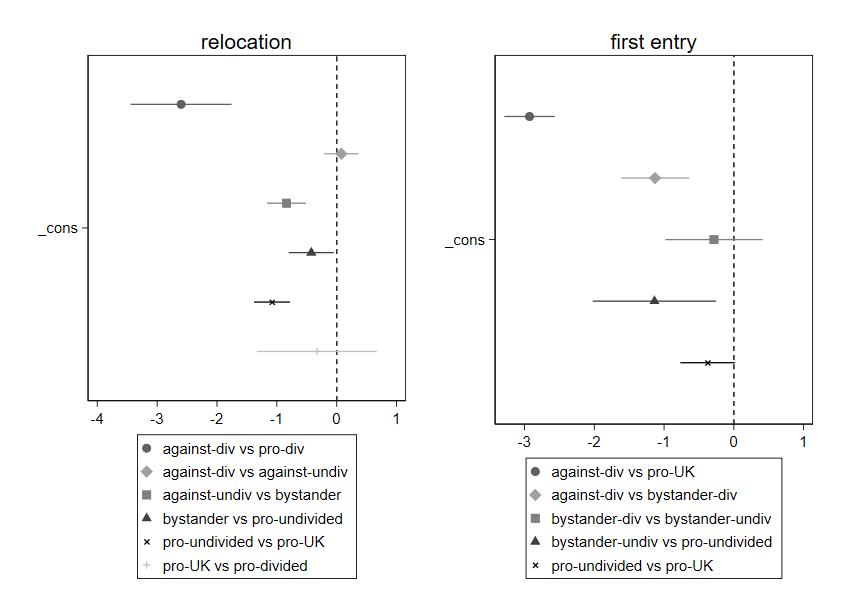 relocation
_cons
-4 -3 -2 -1 0 1
against-div vs pro-div
against-div vs against-undiv
against-undiv vs bystander
bystander vs pro-undivided
pro-undivided vs pro-UK
pro-UK vs pro-divided
first entry
_cons
-3 -2 -1 0 1
against-div vs pro-UK
against-div vs bystander-div
bystander-div vs bystander-undiv
bystander-undiv vs pro-undivided
pro-undivided vs pro-UK